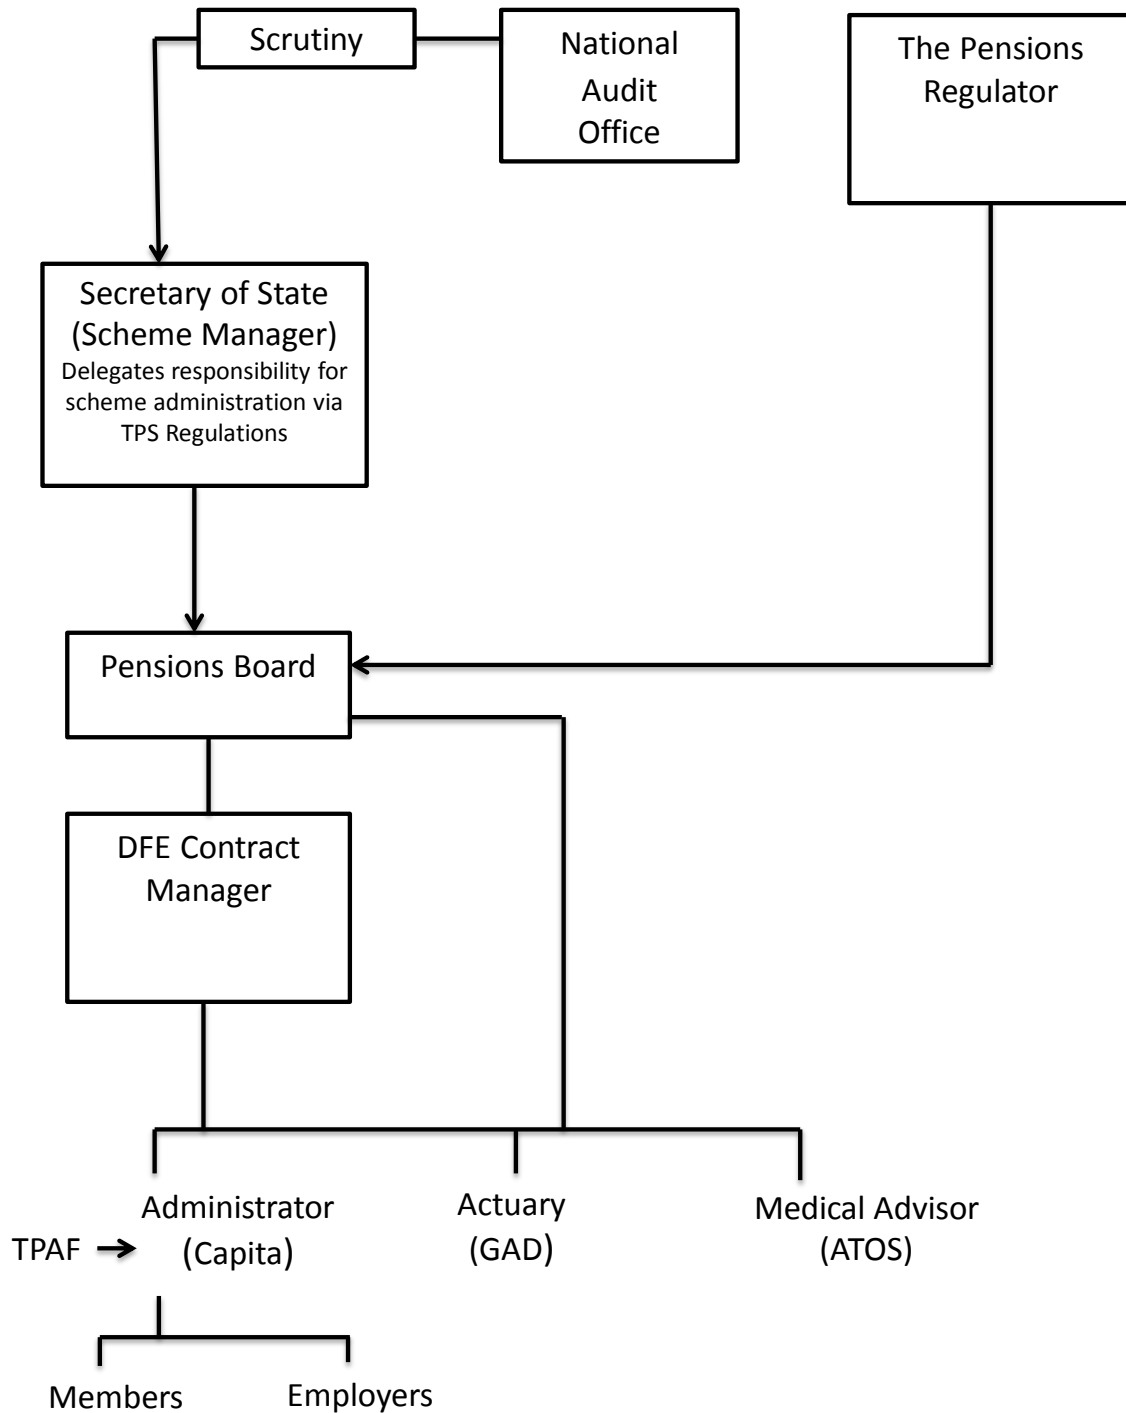 Scrutiny
National
Audit
Office
The Pensions
Regulator
Secretary of State
(Scheme Manager)
Delegates responsibility for
scheme administration via
TPS Regulations
Pensions Board
DFE Contract
Manager
Administrator
(Capita)
TPAF
Actuary
(GAD)
Medical Advisor
(ATOS)
Members
Employers